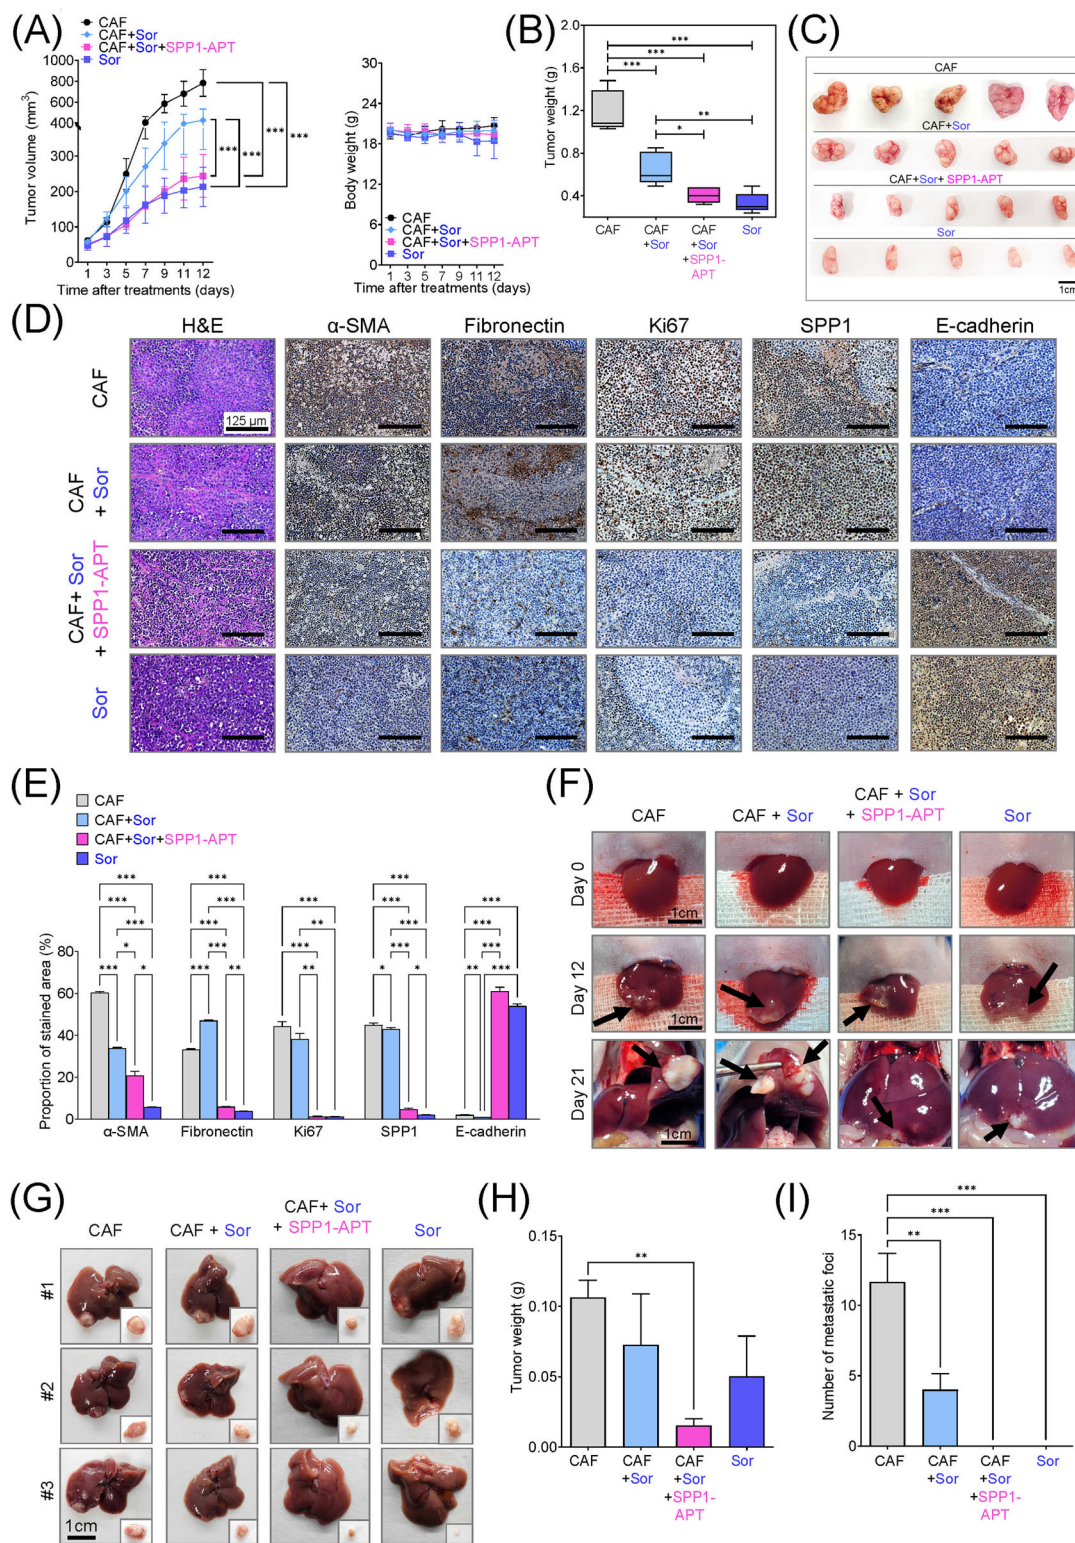 (A)
CAF
CAF+Sor
CAF+Sor+SPP1-APT
Sor
Tumor volume (mm³)
1000
800
600
400
300
200
100
0
***
***
***
1 3 5 7 9 11 12
Time after treatments (days)
Body weight (g)
30
24
18
12
6
0
CAF
CAF+Sor
CAF+Sor+SPP1-APT
Sor
1 3 5 7 9 11 12
Time after treatments (days)
(B)
Tumor weight (g)
2.0
1.6
1.2
0.8
0.4
***
***
***
**
*
CAF
CAF
+Sor
CAF
+Sor
+SPP1-
APT
Sor
(C)
CAF
CAF+Sor
CAF+Sor+ SPP1-APT
Sor
1cm
(D)
H&E
α-SMA
Fibronectin
Ki67
SPP1
E-cadherin
CAF
125 µm
CAF
+ Sor
CAF+ Sor
+ SPP1-APT
Sor
(E)
CAF
CAF+Sor
CAF+Sor+SPP1-APT
Sor
Proportion of stained area (%)
80
60
40
20
0
*** *** *** *** ***
*** *** ** *** ***
*** *** *** ***
* *** *** *** ***
*** * *** ** ** * * ** ***
α-SMA Fibronectin Ki67 SPP1 E-cadherin
(F)
CAF
CAF + Sor
CAF + Sor
+ SPP1-APT
Sor
Day 0
1cm
Day 12
1cm
Day 21
1cm
(G)
CAF
CAF + Sor
CAF+ Sor
+ SPP1-APT
Sor
#1
#2
#3
1cm
(H)
Tumor weight (g)
0.15
0.10
0.05
0.00
**
CAF
CAF
+Sor
CAF
+Sor
+SPP1-
APT
Sor
(I)
Number of metastatic foci
15
10
5
0
***
***
**
CAF
CAF
+Sor
CAF
+Sor
+SPP1-
APT
Sor